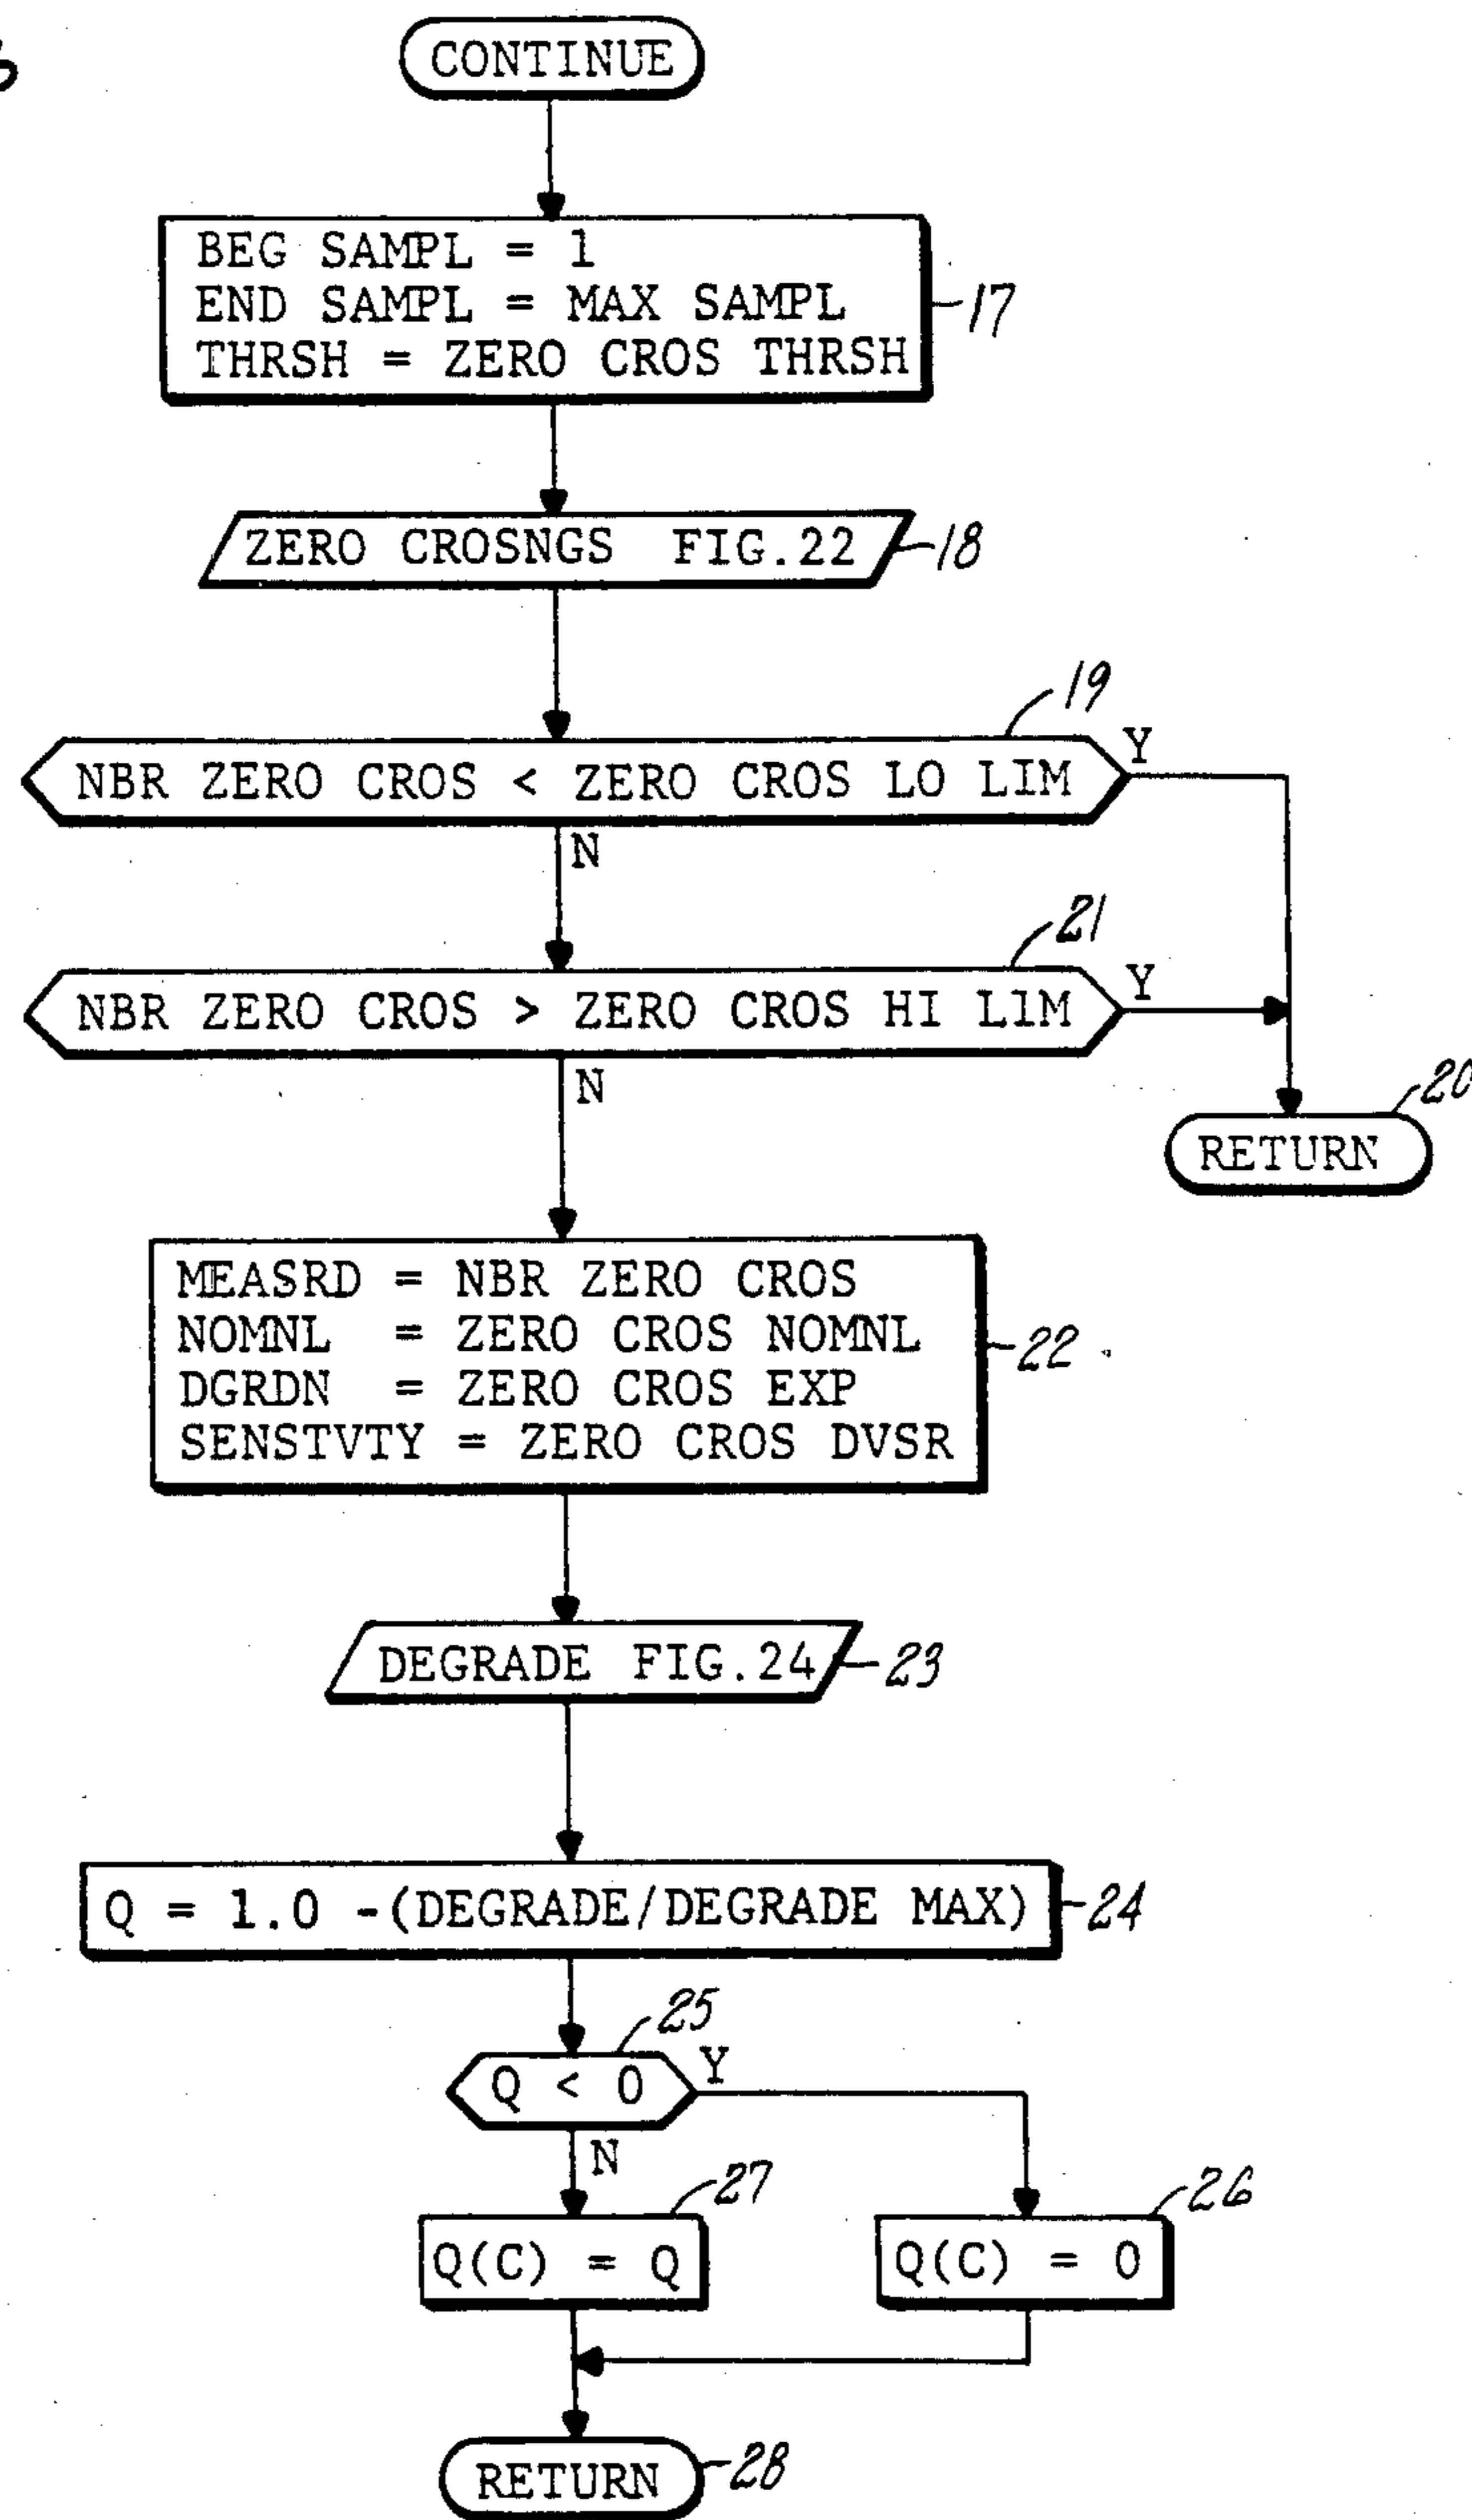 CONTINUE
BEG SAMPL = 1
END SAMPL = MAX SAMPL
THRSH = ZERO CROS THRSH
17
ZERO CROSNGS FIG.22
18
19
NBR ZERO CROS < ZERO CROS LO LIM
Y
N
21
NBR ZERO CROS > ZERO CROS HI LIM
Y
N
20
RETURN
MEASRD = NBR ZERO CROS
NOMNL = ZERO CROS NOMNL
DGRDN = ZERO CROS EXP
SENSTVTY = ZERO CROS DVSR
22
DEGRADE FIG.24
23
Q = 1.0 -(DEGRADE/DEGRADE MAX)
24
25
Q < 0
Y
N
27
Q(C) = Q
26
Q(C) = 0
RETURN
28